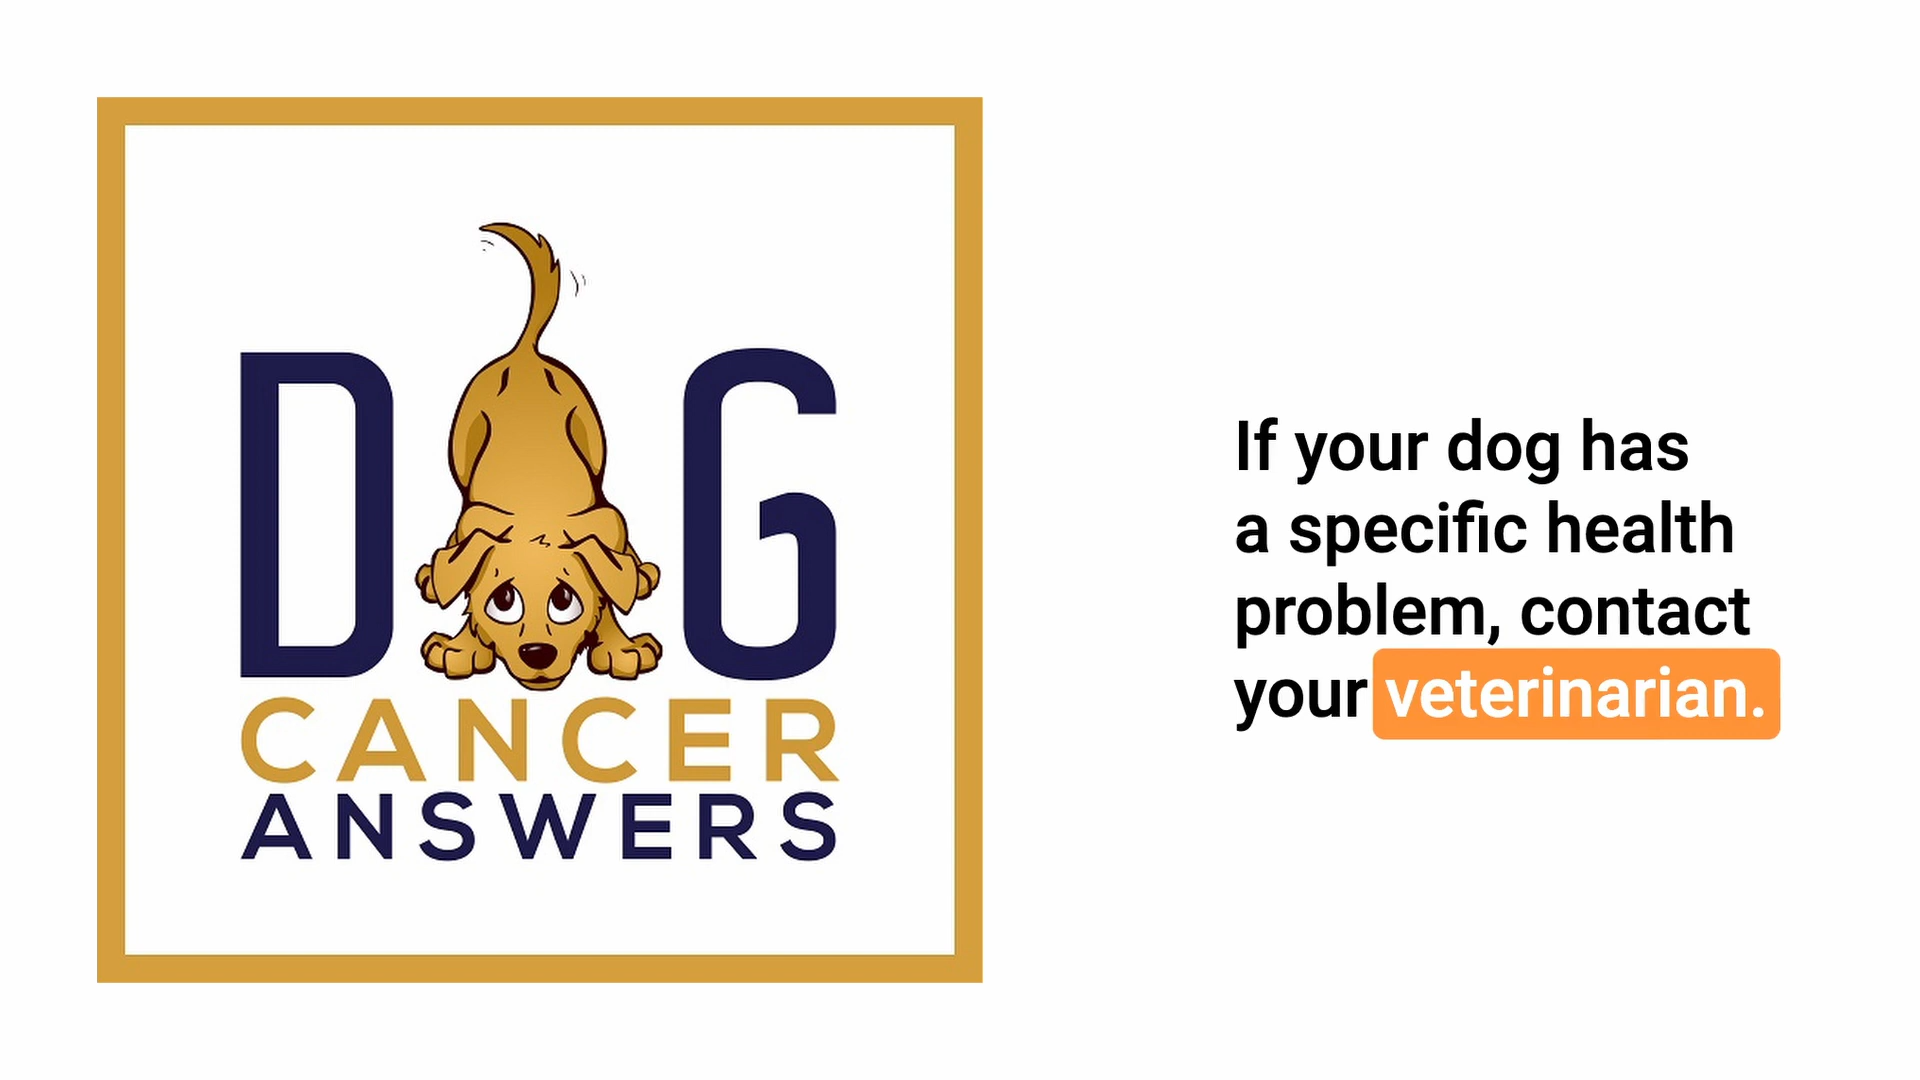 DOG
CANCER
ANSWERS
If your dog has
a specific health
problem, contact
your veterinarian.